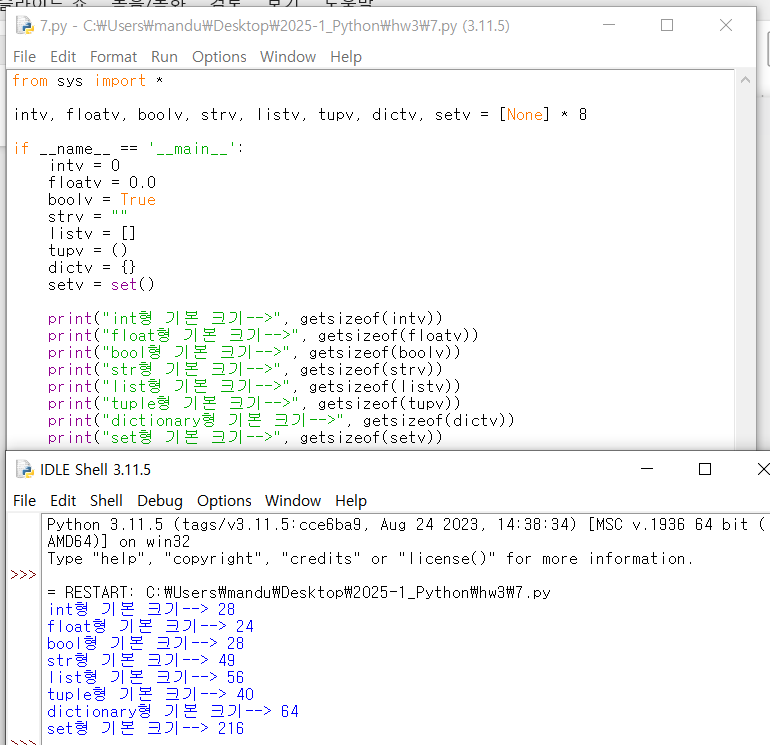 7.py - C:₩Users₩mandu₩Desktop₩2025-1_Python₩hw3₩7.py (3.11.5)
File Edit Format Run Options Window Help
from sys import *
intv, floatv, boolv, strv, listv, tupv, dictv, setv = [None] * 8
if __name__ == '__main__':
    intv = 0
    floatv = 0.0
    boolv = True
    strv = ""
    listv = []
    tupv = ()
    dictv = {}
    setv = set()
    print("int형 기본 크기-->", getsizeof(intv))
    print("float형 기본 크기-->", getsizeof(floatv))
    print("bool형 기본 크기-->", getsizeof(boolv))
    print("str형 기본 크기-->", getsizeof(strv))
    print("list형 기본 크기-->", getsizeof(listv))
    print("tuple형 기본 크기-->", getsizeof(tupv))
    print("dictionary형 기본 크기-->", getsizeof(dictv))
    print("set형 기본 크기-->", getsizeof(setv))
IDLE Shell 3.11.5
File Edit Shell Debug Options Window Help
Python 3.11.5 (tags/v3.11.5:cce6ba9, Aug 24 2023, 14:38:34) [MSC v.1936 64 bit (
AMD64)] on win32
Type "help", "copyright", "credits" or "license()" for more information.
>>>
= RESTART: C:₩Users₩mandu₩Desktop₩2025-1_Python₩hw3₩7.py
int형 기본 크기--> 28
float형 기본 크기--> 24
bool형 기본 크기--> 28
str형 기본 크기--> 49
list형 기본 크기--> 56
tuple형 기본 크기--> 40
dictionary형 기본 크기--> 64
set형 기본 크기--> 216
>>>